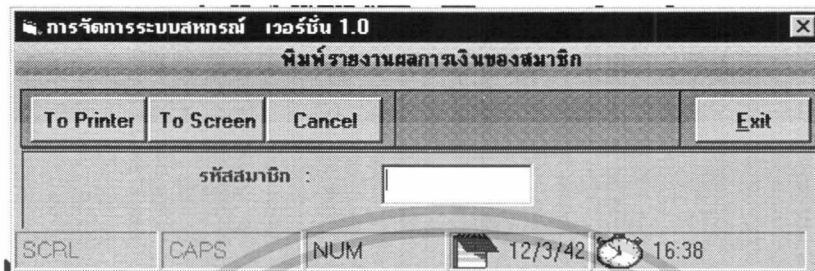 การจัดการระบบสหกรณ์ เวอร์ชั่น 1.0
พิมพ์รายงานผลการเงินของสมาชิก
To Printer To Screen Cancel Exit
รหัสสมาชิก :
SCRL CAPS NUM 12/3/42 16:38